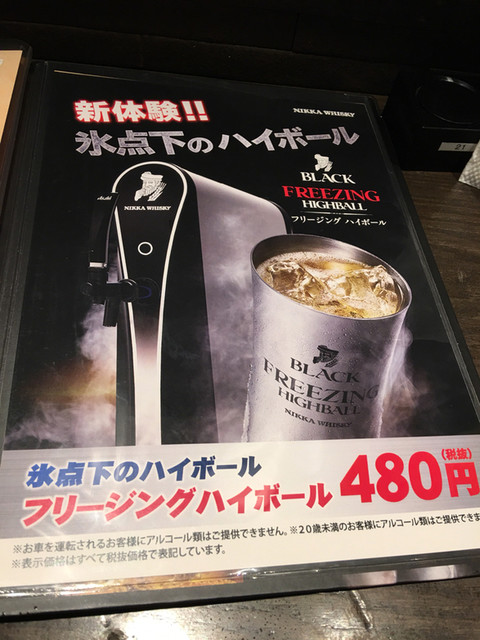 新体験!!
NIKKA WHISKY
氷点下のハイボール
BLACK
FREEZING
HIGHBALL
フリージング ハイボール
Asahi
NIKKA WHISKY
BLACK
FREEZING
HIGHBALL
NIKKA WHISKY
氷点下のハイボール
フリージングハイボール 480円 (税抜)
※お車を運転されるお客様にアルコール類はご提供できません。※20歳未満のお客様にアルコール類はご提供できま
※表示価格はすべて税抜価格で表記しています。
21